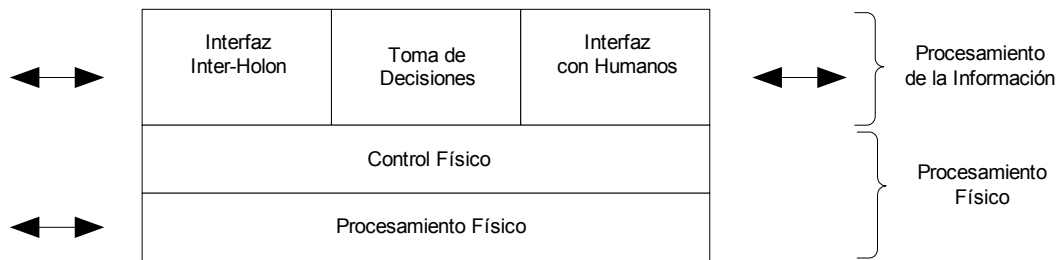 Interfaz
Inter-Holon
Toma de
Decisiones
Interfaz
con Humanos
Procesamiento
de la Información
Control Físico
Procesamiento
Físico
Procesamiento Físico